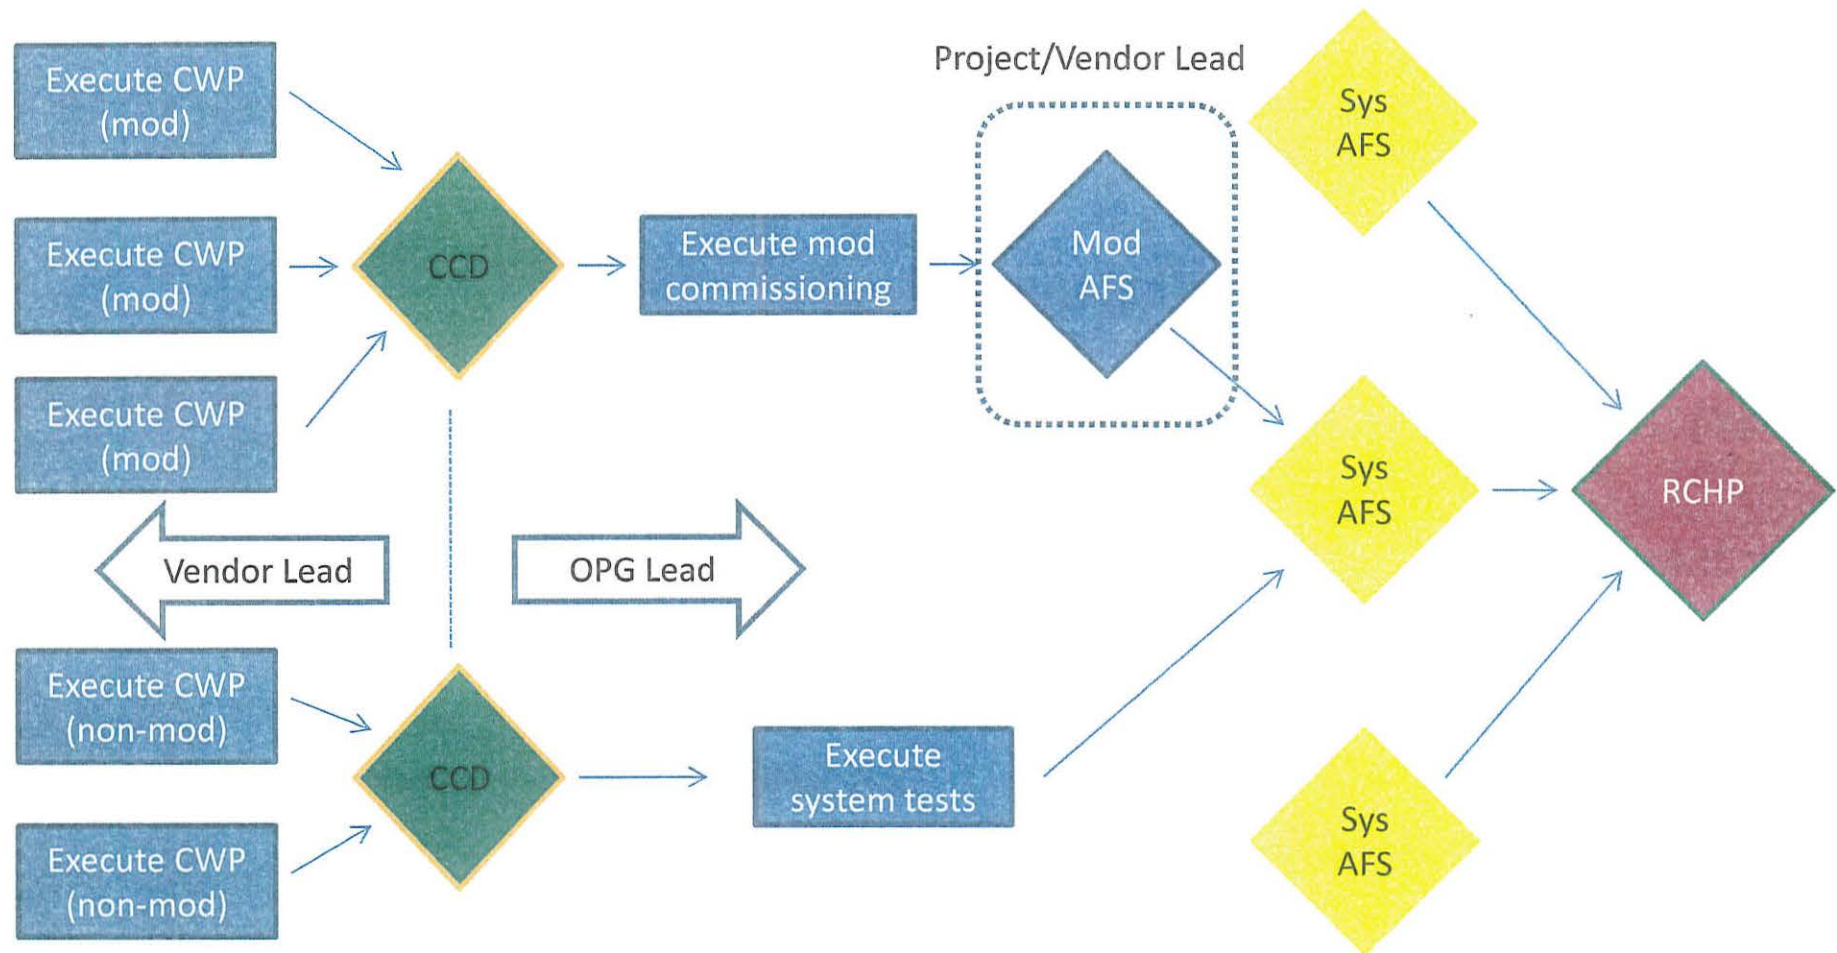 Project/Vendor Lead
Execute CWP
(mod)
Sys
AFS
Execute CWP
(mod)
CCD
Execute mod
commissioning
Mod
AFS
Execute CWP
(mod)
Sys
AFS
RCHP
Vendor Lead
OPG Lead
Execute CWP
(non-mod)
CCD
Execute
system tests
Sys
AFS
Execute CWP
(non-mod)